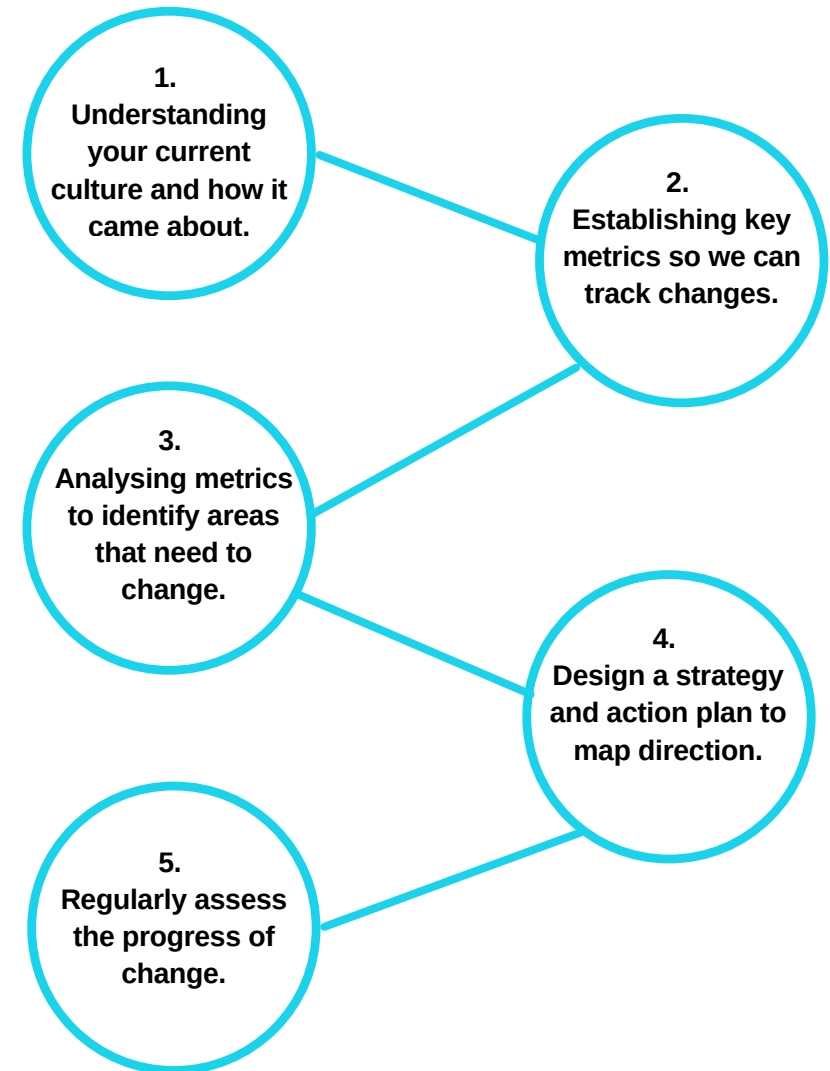 1.
Understanding
your current
culture and how it
came about.
2.
Establishing key
metrics so we can
track changes.
3.
Analysing metrics
to identify areas
that need to
change.
4.
Design a strategy
and action plan to
map direction.
5.
Regularly assess
the progress of
change.